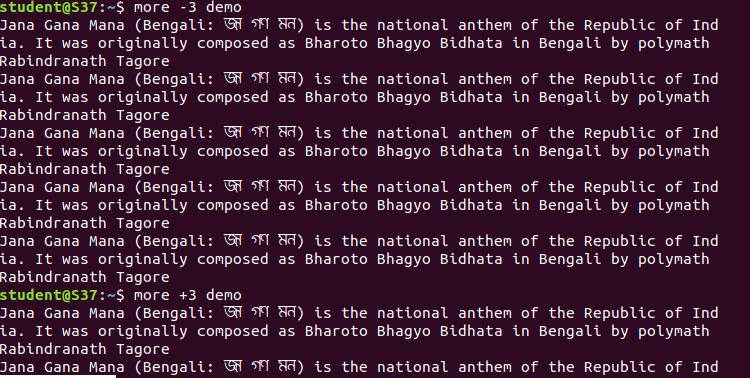 student@S37:~$ more -3 demo
Jana Gana Mana (Bengali: জন গণ মন) is the national anthem of the Republic of Ind
ia. It was originally composed as Bharoto Bhagyo Bidhata in Bengali by polymath
Rabindranath Tagore
Jana Gana Mana (Bengali: জন গণ মন) is the national anthem of the Republic of Ind
ia. It was originally composed as Bharoto Bhagyo Bidhata in Bengali by polymath
Rabindranath Tagore
Jana Gana Mana (Bengali: জন গণ মন) is the national anthem of the Republic of Ind
ia. It was originally composed as Bharoto Bhagyo Bidhata in Bengali by polymath
Rabindranath Tagore
Jana Gana Mana (Bengali: জন গণ মন) is the national anthem of the Republic of Ind
ia. It was originally composed as Bharoto Bhagyo Bidhata in Bengali by polymath
Rabindranath Tagore
Jana Gana Mana (Bengali: জন গণ মন) is the national anthem of the Republic of Ind
ia. It was originally composed as Bharoto Bhagyo Bidhata in Bengali by polymath
Rabindranath Tagore
student@S37:~$ more +3 demo
Jana Gana Mana (Bengali: জন গণ মন) is the national anthem of the Republic of Ind
ia. It was originally composed as Bharoto Bhagyo Bidhata in Bengali by polymath
Rabindranath Tagore
Jana Gana Mana (Bengali: জন গণ মন) is the national anthem of the Republic of Ind